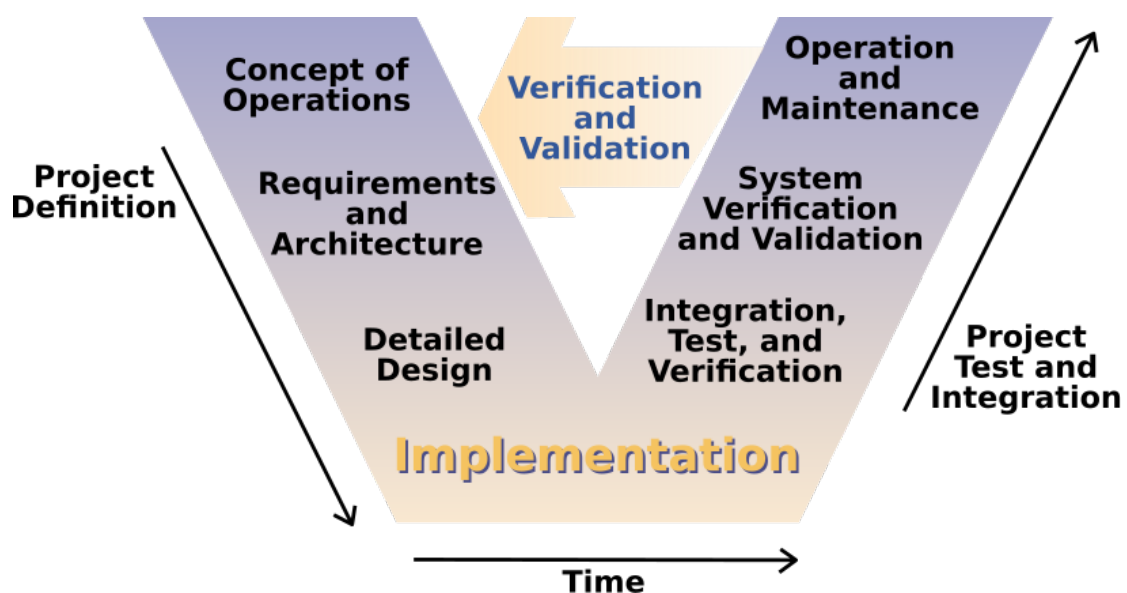 Concept of
Operations
Verification
and
Validation
Operation
and
Maintenance
Project
Definition
Requirements
and
Architecture
System
Verification
and Validation
Detailed
Design
Integration,
Test, and
Verification
Project
Test and
Integration
Implementation
Time